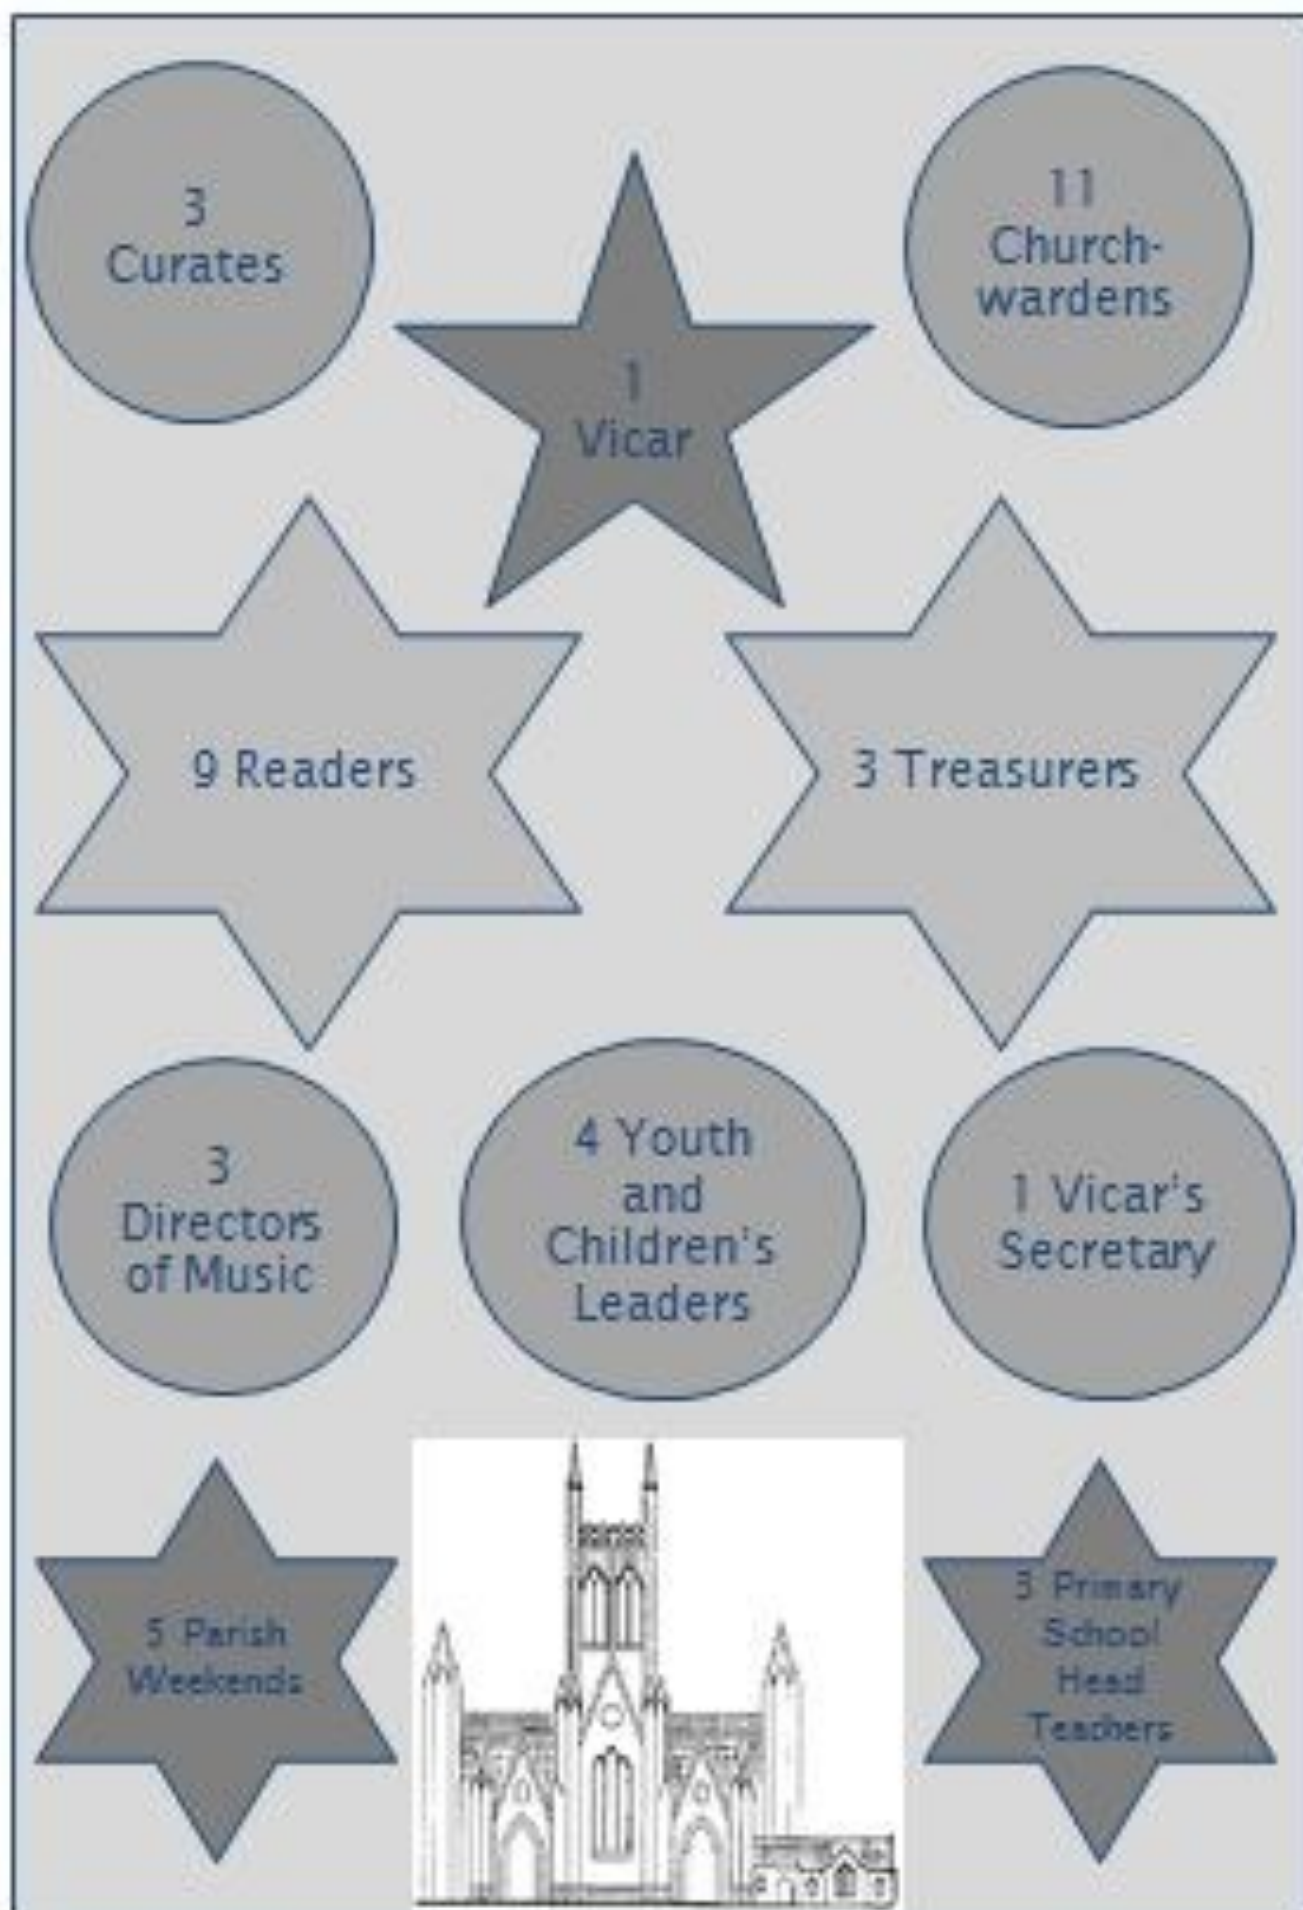 3
Curates
11
Church-
wardens
1
Vicar
9 Readers
3 Treasurers
3
Directors
of Music
4 Youth
and
Children's
Leaders
1 Vicar's
Secretary
5 Parish
Weekends
3 Primary
School
Head
Teachers